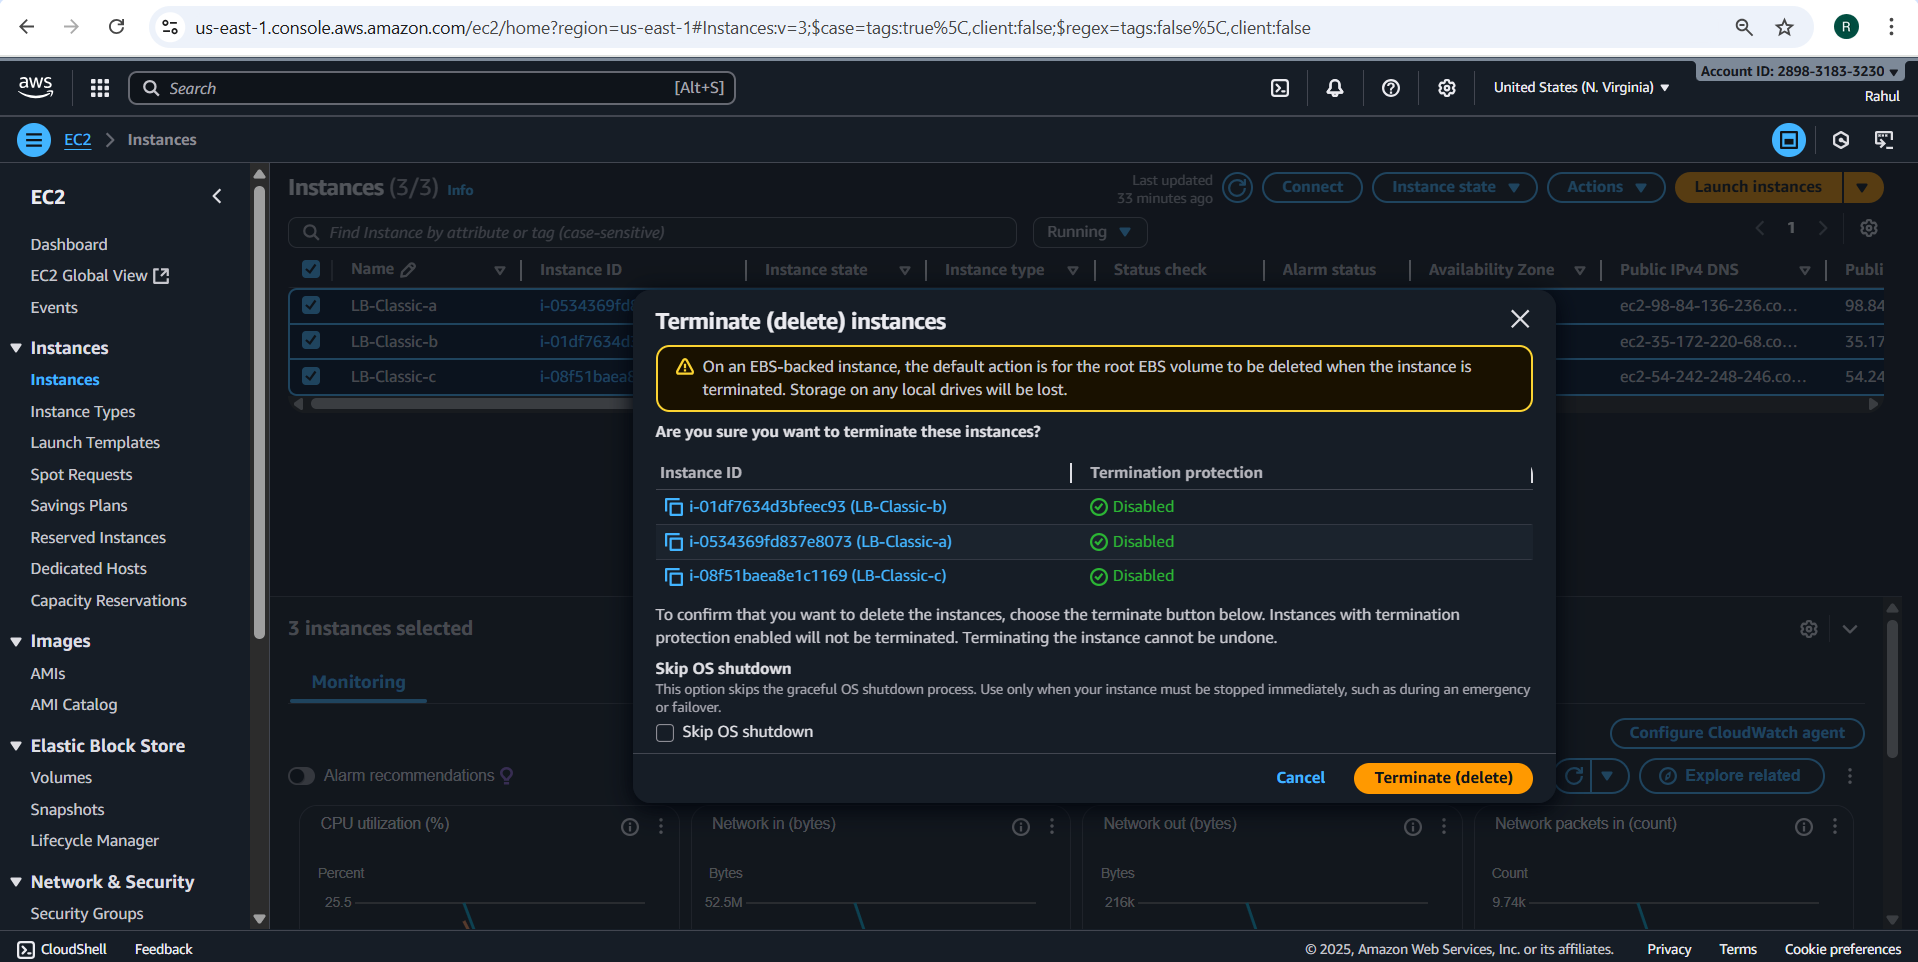 us-east-1.console.aws.amazon.com/ec2/home?region=us-east-1#Instances:v=3;$case=tags:true%5C,client:false;$regex=tags:false%5C,client:false
R
aws
Search
[Alt+S]
United States (N. Virginia)
Account ID: 2898-3183-3230
Rahul
EC2
Instances
EC2
Dashboard
EC2 Global View
Events
Instances
Instances
Instance Types
Launch Templates
Spot Requests
Savings Plans
Reserved Instances
Dedicated Hosts
Capacity Reservations
Images
AMIs
AMI Catalog
Elastic Block Store
Volumes
Snapshots
Lifecycle Manager
Network & Security
Security Groups
Instances (3/3) Info
Last updated
33 minutes ago
Connect
Instance state
Actions
Launch instances
Find Instance by attribute or tag (case-sensitive)
Running
1
Name Instance ID Instance state Instance type Status check Alarm status Availability Zone Public IPv4 DNS Publi
LB-Classic-a i-0534369fd8 ec2-98-84-136-236.co... 98.84
LB-Classic-b i-01df7634d3 ec2-35-172-220-68.co... 35.17
LB-Classic-c i-08f51baea8 ec2-54-242-248-246.co... 54.24
Terminate (delete) instances
On an EBS-backed instance, the default action is for the root EBS volume to be deleted when the instance is
terminated. Storage on any local drives will be lost.
Are you sure you want to terminate these instances?
Instance ID Termination protection
i-01df7634d3bfeec93 (LB-Classic-b) Disabled
i-0534369fd837e8073 (LB-Classic-a) Disabled
i-08f51baea8e1c1169 (LB-Classic-c) Disabled
To confirm that you want to delete the instances, choose the terminate button below. Instances with termination
protection enabled will not be terminated. Terminating the instance cannot be undone.
Skip OS shutdown
This option skips the graceful OS shutdown process. Use only when your instance must be stopped immediately, such as during an emergency
or failover.
Skip OS shutdown
Cancel
Terminate (delete)
3 instances selected
Monitoring
Configure CloudWatch agent
Alarm recommendations
Explore related
CPU utilization (%)
Percent
25.5
Network in (bytes)
Bytes
52.5M
Network out (bytes)
Bytes
216k
Network packets in (count)
Count
9.74k
CloudShell
Feedback
© 2025, Amazon Web Services, Inc. or its affiliates.
Privacy
Terms
Cookie preferences